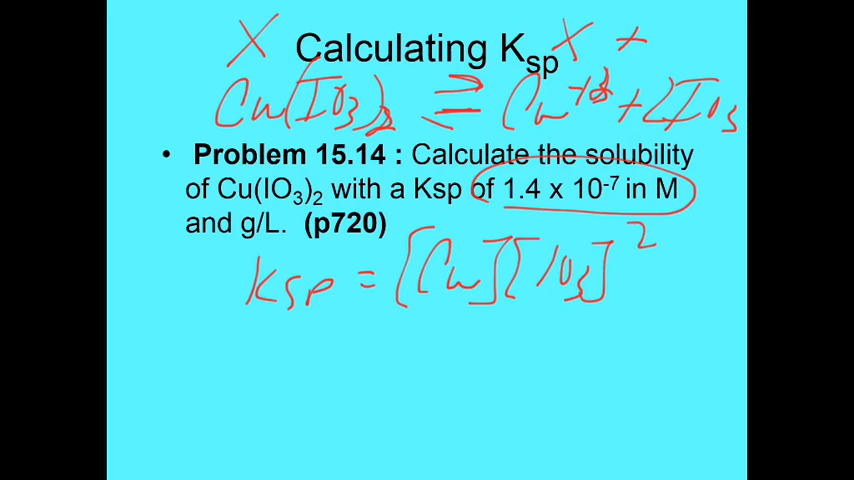 X Calculating Ksp X +
Cu(IO3)2 ⇌ Cu+2 + 2IO3
• Problem 15.14 : Calculate the solubility
of Cu(IO3)2 with a Ksp of 1.4 x 10-7 in M
and g/L. (p720)
Ksp = [Cu][IO3]2